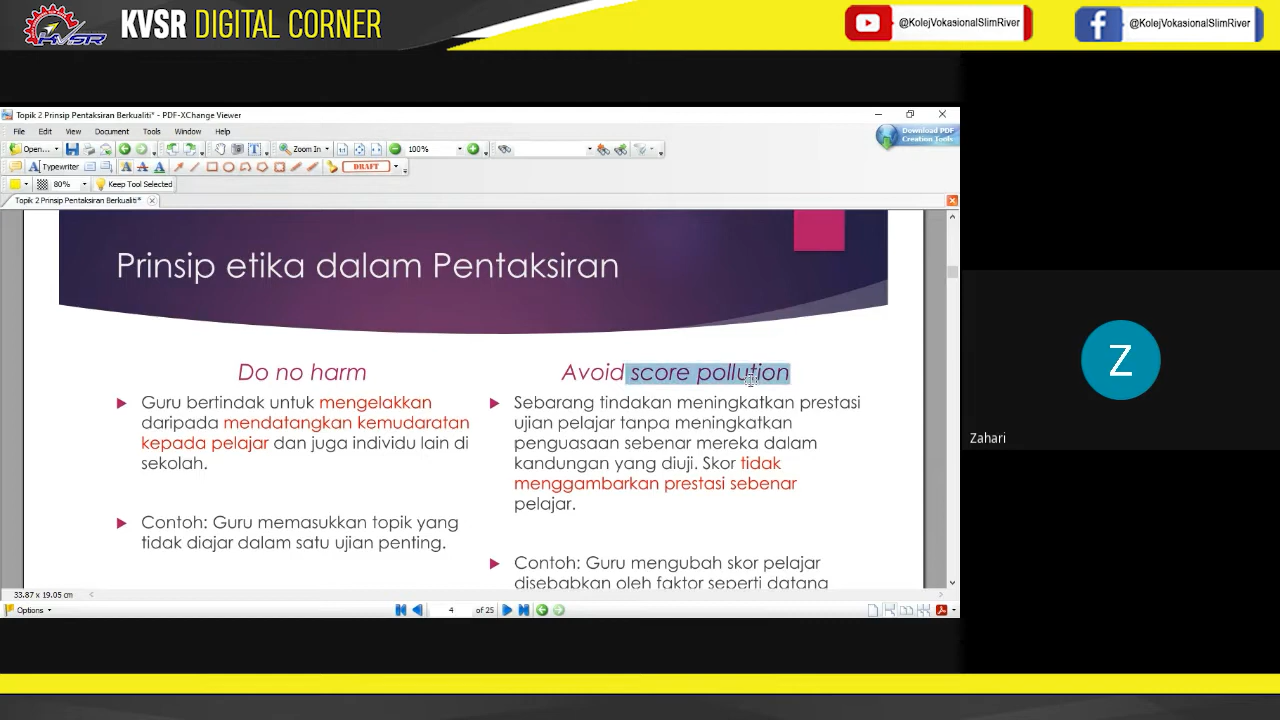 KVSR DIGITAL CORNER
@KolejVokasionalSlimRiver
@KolejVokasionalSlimRiver
KVSR
Topik 2 Prinsip Pentaksiran Berkualiti* - PDF-XChange Viewer
File Edit View Document Tools Window Help
Download PDF
Creation Tools
Open...
Zoom In
100%
Typewriter
DRAFT
80%
Keep Tool Selected
Topik 2 Prinsip Pentaksiran Berkualiti*
Prinsip etika dalam Pentaksiran
Do no harm
Guru bertindak untuk mengelakkan
daripada mendatangkan kemudaratan
kepada pelajar dan juga individu lain di
sekolah.
Contoh: Guru memasukkan topik yang
tidak diajar dalam satu ujian penting.
Avoid score pollution
Sebarang tindakan meningkatkan prestasi
ujian pelajar tanpa meningkatkan
penguasaan sebenar mereka dalam
kandungan yang diuji. Skor tidak
menggambarkan prestasi sebenar
pelajar.
Contoh: Guru mengubah skor pelajar
disebabkan oleh faktor seperti datang
Z
Zahari
33.87 x 19.05 cm
Options
4 of 25